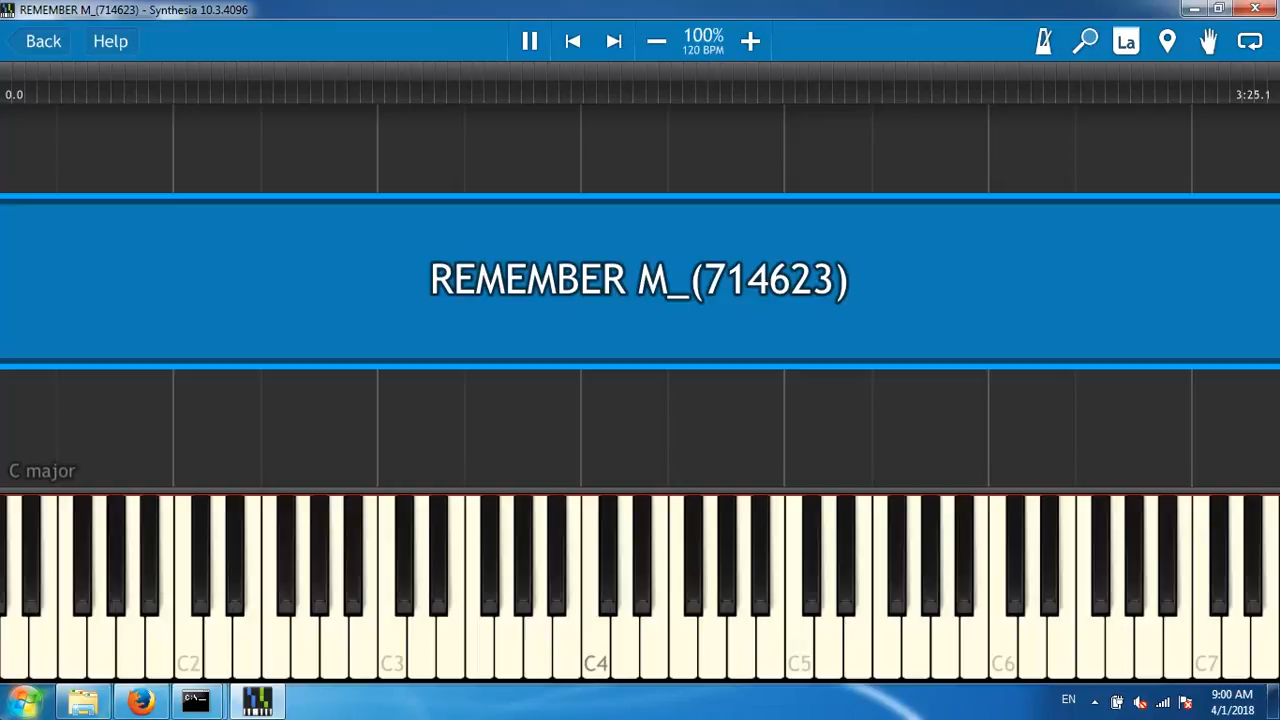 REMEMBER M_(714623) - Synthesia 10.3.4096
Back
Help
100%
120 BPM
La
0.0
3:25.1
REMEMBER M_(714623)
C major
C2
C3
C4
C5
C6
C7
C:\_
EN
9:00 AM
4/1/2018